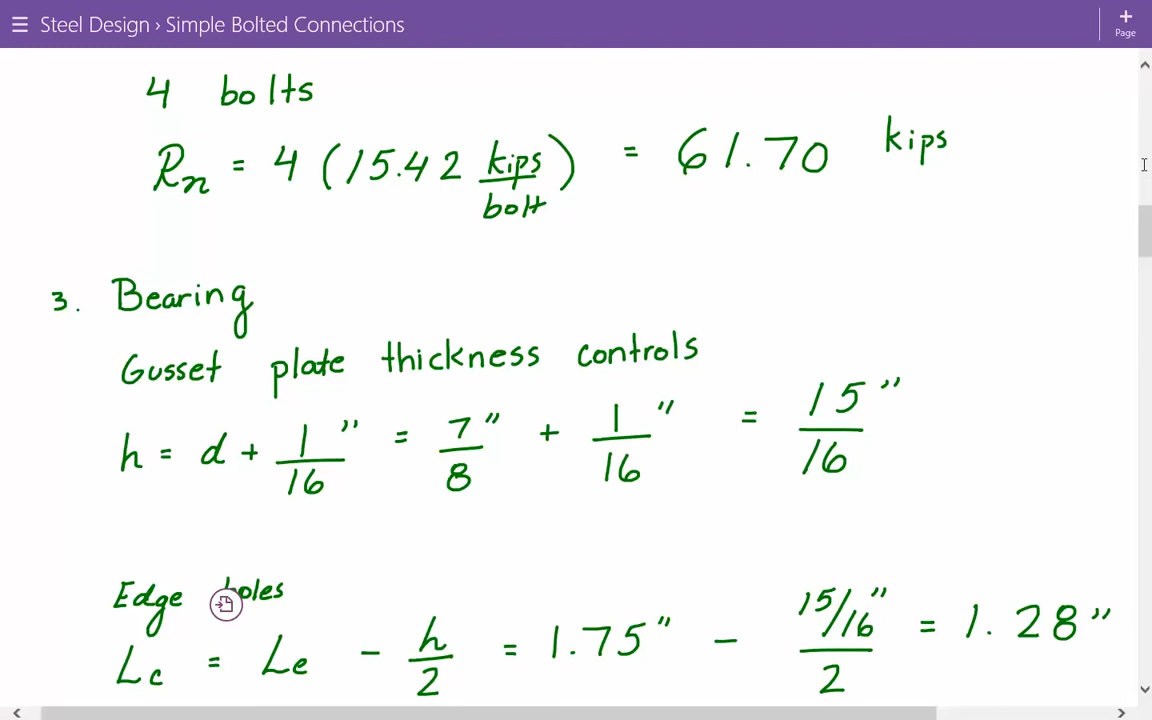 Steel Design › Simple Bolted Connections
Page
4 bolts
Rn = 4 (15.42 kips/bolt) = 61.70 kips
3. Bearing
Gusset plate thickness controls
h = d + 1/16" = 7/8" + 1/16" = 15/16"
Edge holes
Lc = Le - h/2 = 1.75" - 15/16"/2 = 1.28"